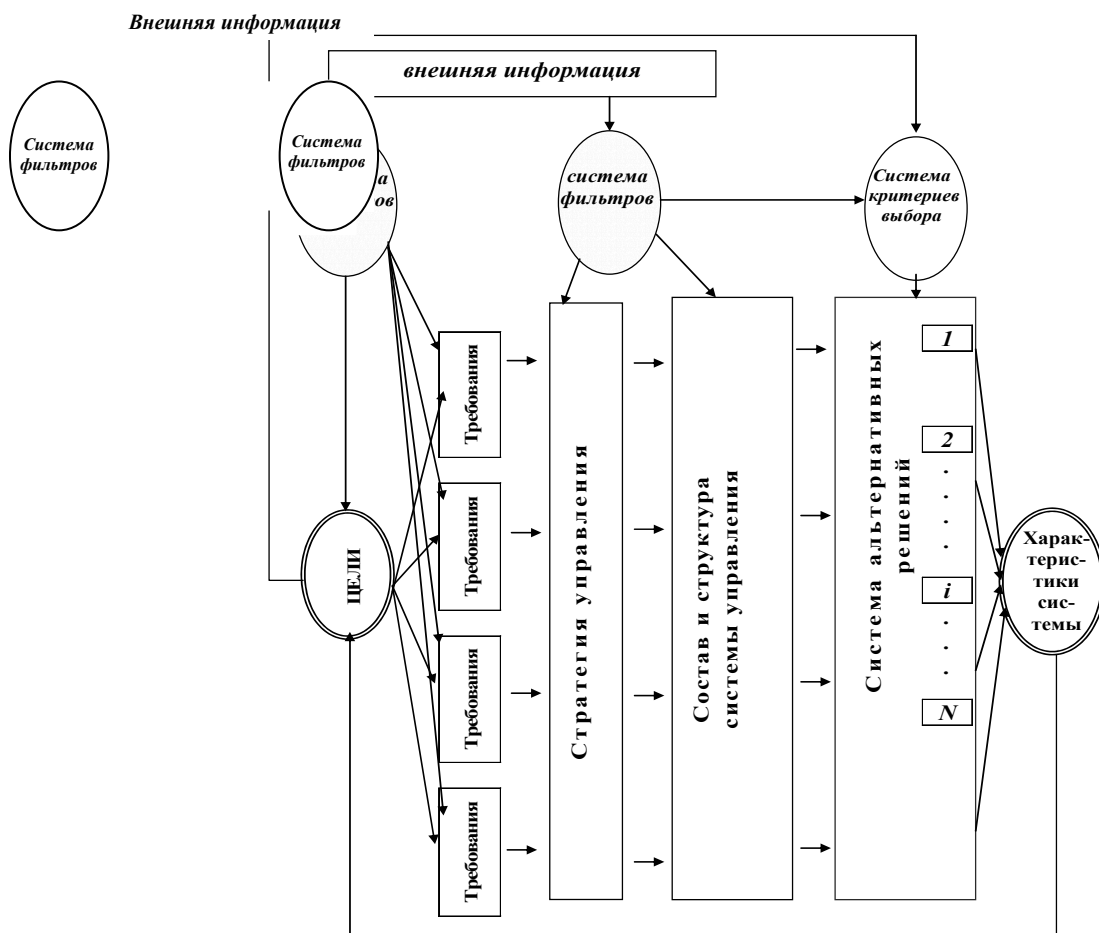 Внешняя информация
внешняя информация
Система
фильтров
Система
фильтров
а
ов
система
фильтров
Система
критериев
выбора
Требования
Требования
Требования
Требования
ЦЕЛИ
Стратегия управления
Состав и структура
системы управления
Система альтернативных
решений
1
2
i
N
Харак-
терис-
тики
сис-
темы